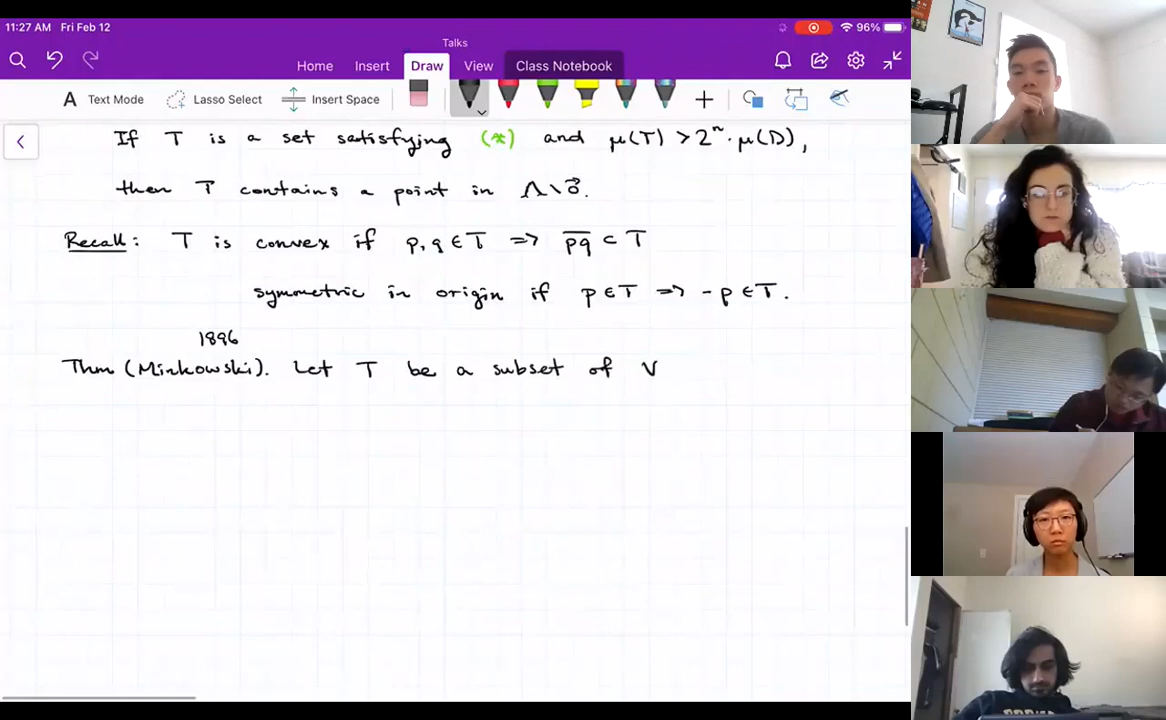 11:27 AM Fri Feb 12
96%
Talks
Home Insert Draw View Class Notebook
Text Mode Lasso Select Insert Space
If T is a set satisfying (*) and μ(T) > 2ⁿ · μ(D),
then T contains a point in Λ \ 0⃗.
Recall: T is convex if p, q ∈ T ⇒ p̅q̅ ⊂ T
symmetric in origin if p ∈ T ⇒ -p ∈ T.
1896
Thm (Minkowski). Let T be a subset of V